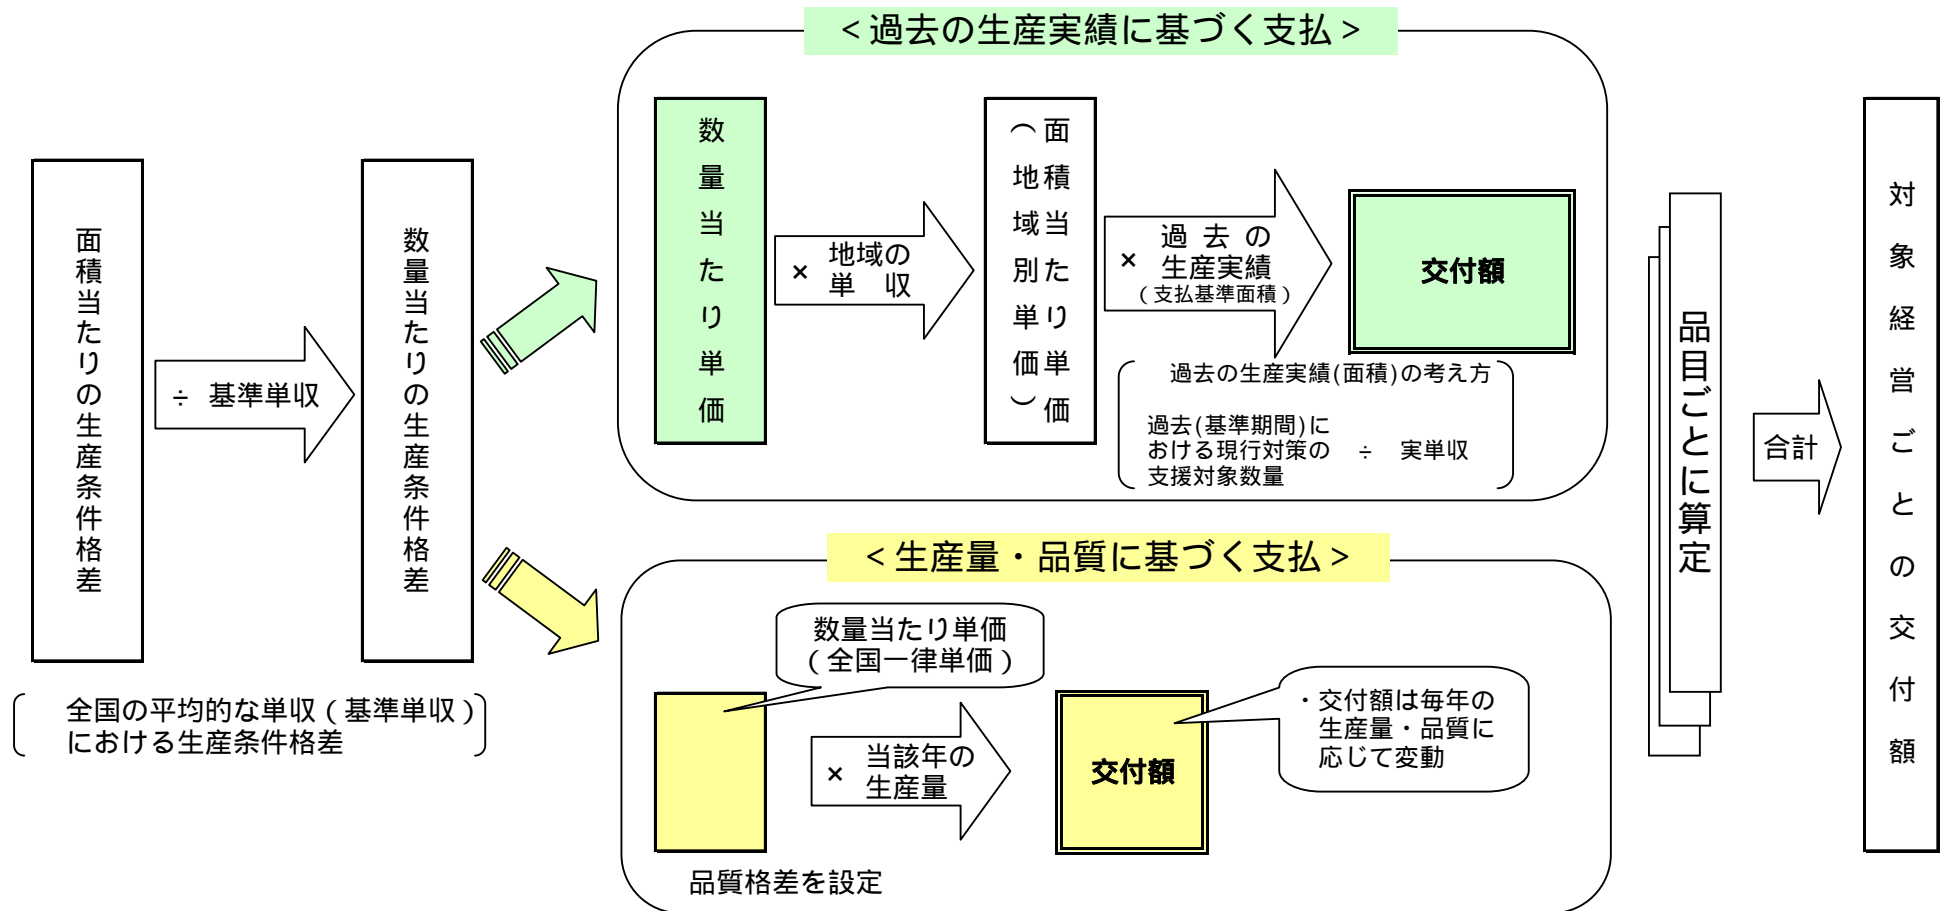 面積当たりの生産条件格差
÷ 基準単収
数量当たりの生産条件格差
全国の平均的な単収(基準単収)
における生産条件格差
<過去の生産実績に基づく支払>
数量当たり単価
× 地域の
単 収
面積当たり単価
(地域別単価)
× 過 去 の
生産実績
(支払基準面積)
交付額
過去の生産実績(面積)の考え方
過去(基準期間)に
おける現行対策の ÷ 実単収
支援対象数量
<生産量・品質に基づく支払>
数量当たり単価
(全国一律単価)
× 当該年の
生産量
交付額
・交付額は毎年の
生産量・品質に
応じて変動
品質格差を設定
品目ごとに算定
合計
対象経営ごとの交付額